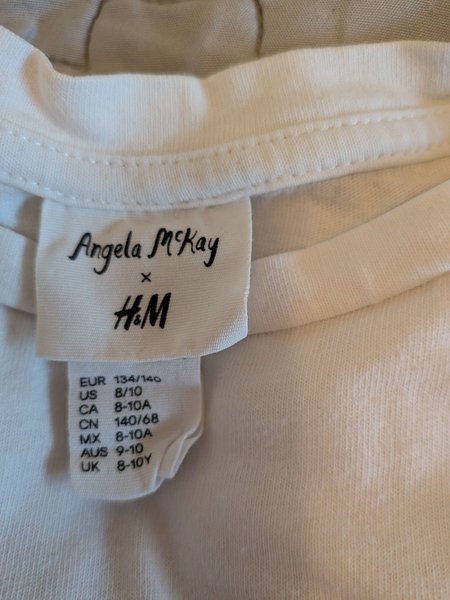 Angela McKay
x
H&M
EUR 134/140
US 8/10
CA 8-10A
CN 140/68
MX 8-10A
AUS 9-10
UK 8-10Y